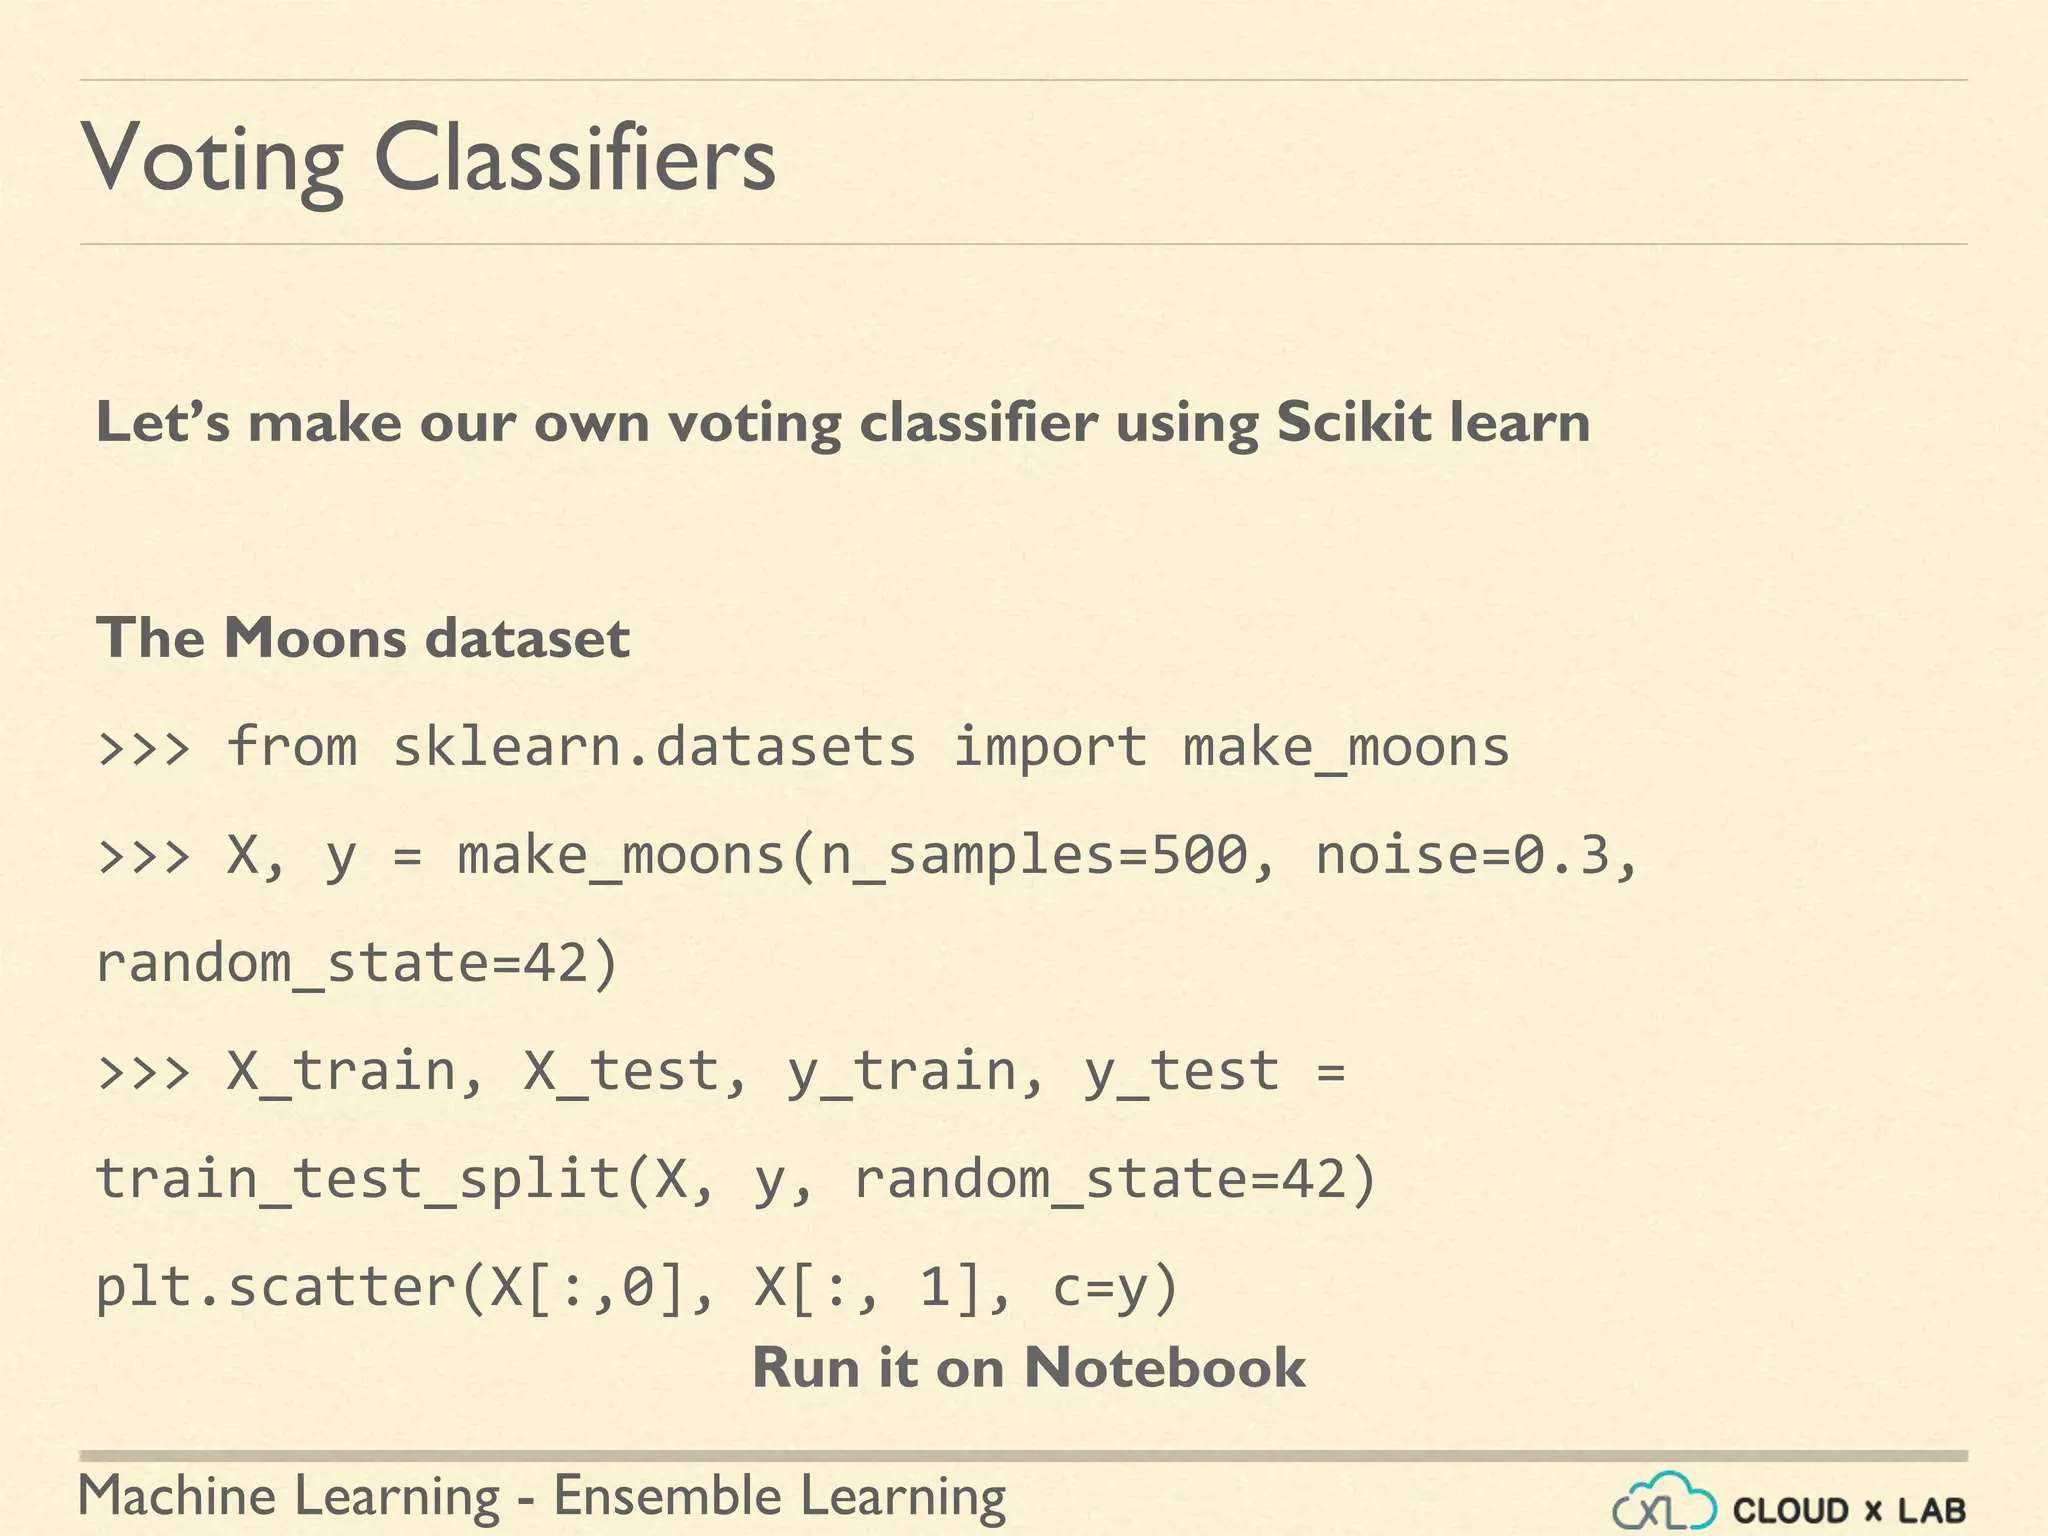 Voting Classifiers
Let’s make our own voting classifier using Scikit learn
The Moons dataset
>>> from sklearn.datasets import make_moons
>>> X, y = make_moons(n_samples=500, noise=0.3,
random_state=42)
>>> X_train, X_test, y_train, y_test =
train_test_split(X, y, random_state=42)
plt.scatter(X[:,0], X[:, 1], c=y)
Run it on Notebook
Machine Learning - Ensemble Learning
CXL CLOUD x LAB